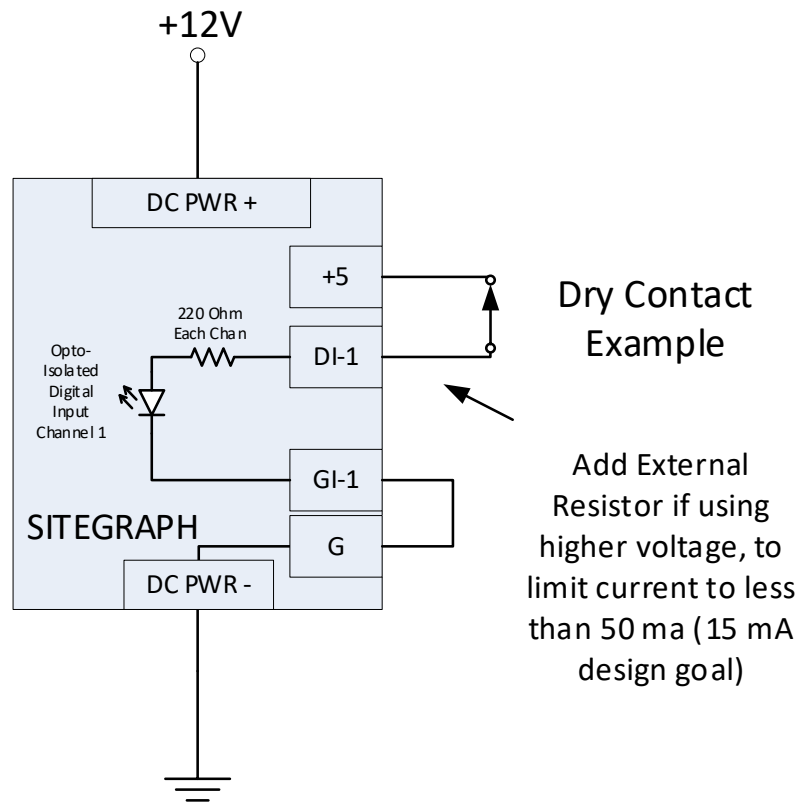 +12V
DC PWR +
+5
220 Ohm
Each Chan
DI-1
Opto-
Isolated
Digital
Input
Channel 1
GI-1
SITEGRAPH
G
DC PWR -
Dry Contact
Example
Add External
Resistor if using
higher voltage, to
limit current to less
than 50 ma (15 mA
design goal)